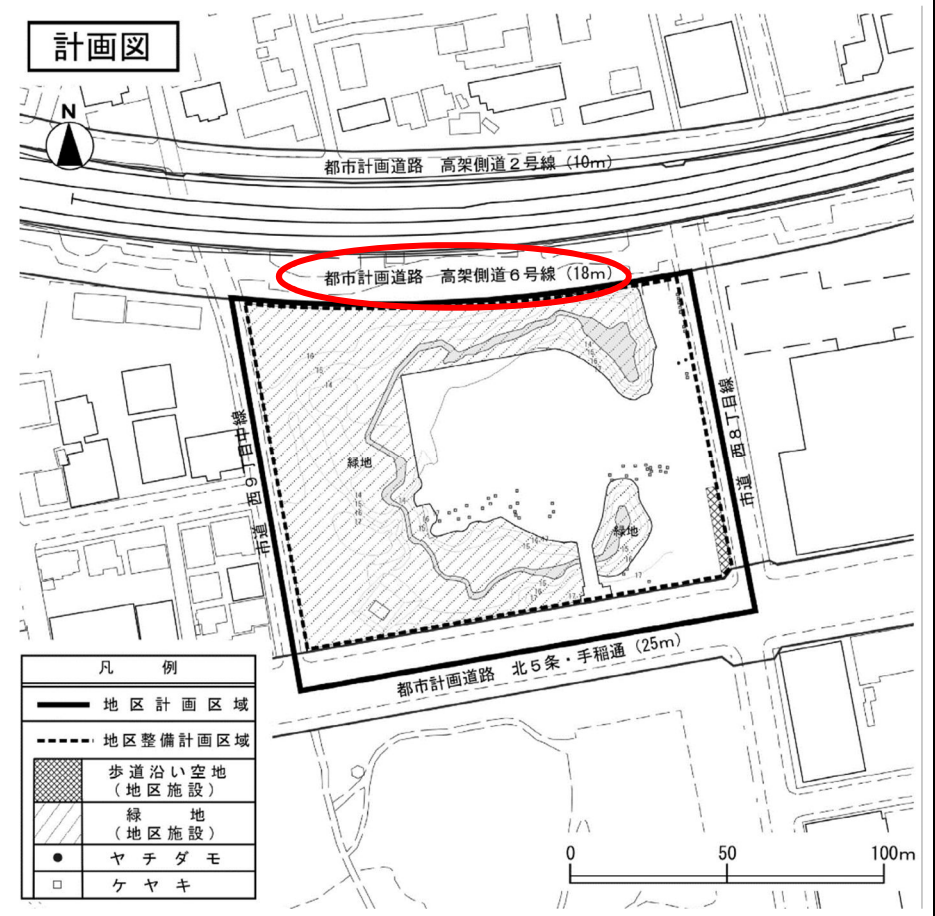 計画図
N
都市計画道路 高架側道２号線（10ｍ）
都市計画道路 高架側道６号線（18ｍ）
市道 西９丁目中線
市道 西８丁目線
緑地
緑地
都市計画道路 北５条・手稲通（25ｍ）
凡 例
地区計画区域
地区整備計画区域
歩道沿い空地
（地区施設）
緑 地
（地区施設）
ヤチダモ
ケヤキ
0 50 100m